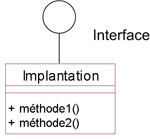 Interface
Implantation
+ méthode1()
+ méthode2()